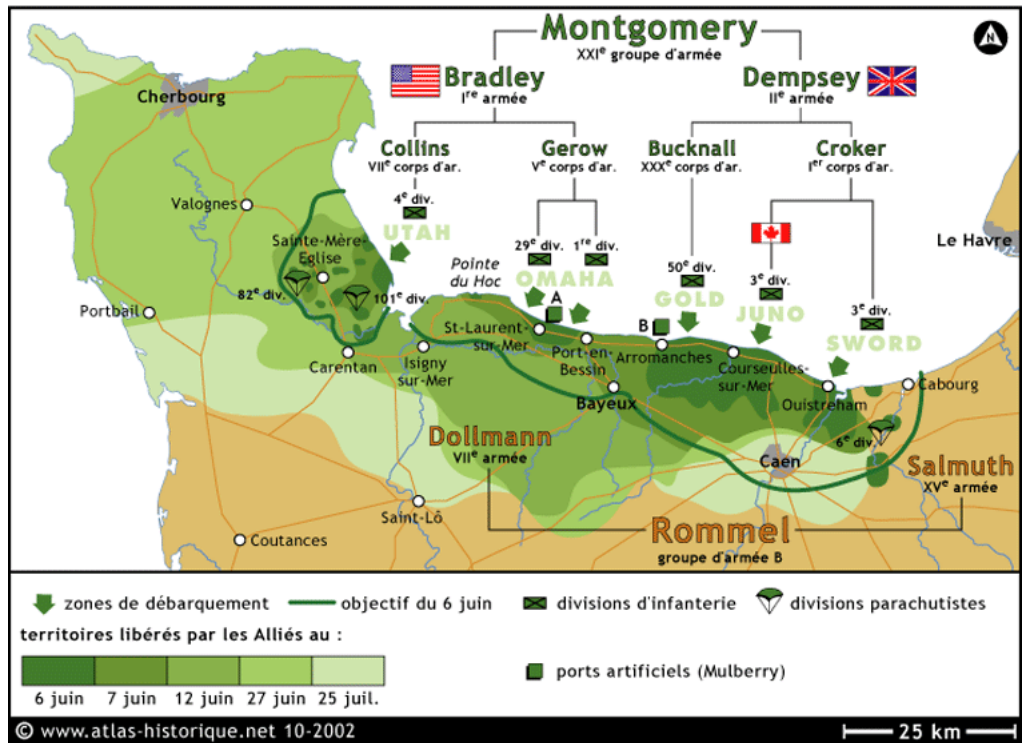 Montgomery
XXIe groupe d'armée
Bradley
Ire armée
Dempsey
IIe armée
Collins
VIIe corps d'ar.
Gerow
Ve corps d'ar.
Bucknall
XXXe corps d'ar.
Croker
Ier corps d'ar.
N
Cherbourg
Valognes
4e div.
UTAH
Sainte-Mère-
Eglise
82e div.
101e div.
Portbail
Carentan
Pointe
du Hoc
29e div.
1re div.
OMAHA
A
50e div.
GOLD
B
3e div.
JUNO
3e div.
SWORD
Le Havre
St-Laurent-
sur-Mer
Isigny
sur-Mer
Port-en-
Bessin
Arromanches
Courseulles-
sur-Mer
Ouistreham
Cabourg
Bayeux
6e div.
Caen
Dollmann
VIIe armée
Salmuth
XVe armée
Saint-Lô
Coutances
Rommel
groupe d'armée B
zones de débarquement
objectif du 6 juin
divisions d'infanterie
divisions parachutistes
territoires libérés par les Alliés au :
6 juin
7 juin
12 juin
27 juin
25 juil.
ports artificiels (Mulberry)
© www.atlas-historique.net 10-2002
25 km